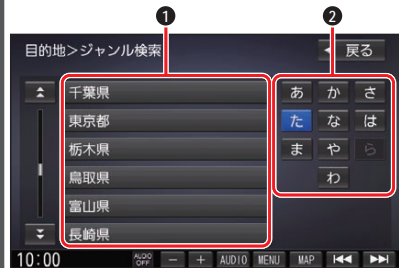 ❶ ❷
目的地>ジャンル検索 戻る
千葉県 あ か さ
東京都 た な は
栃木県 ま や ら
鳥取県 わ
富山県
長崎県
10:00 AUDIO OFF − + AUDIO MENU MAP